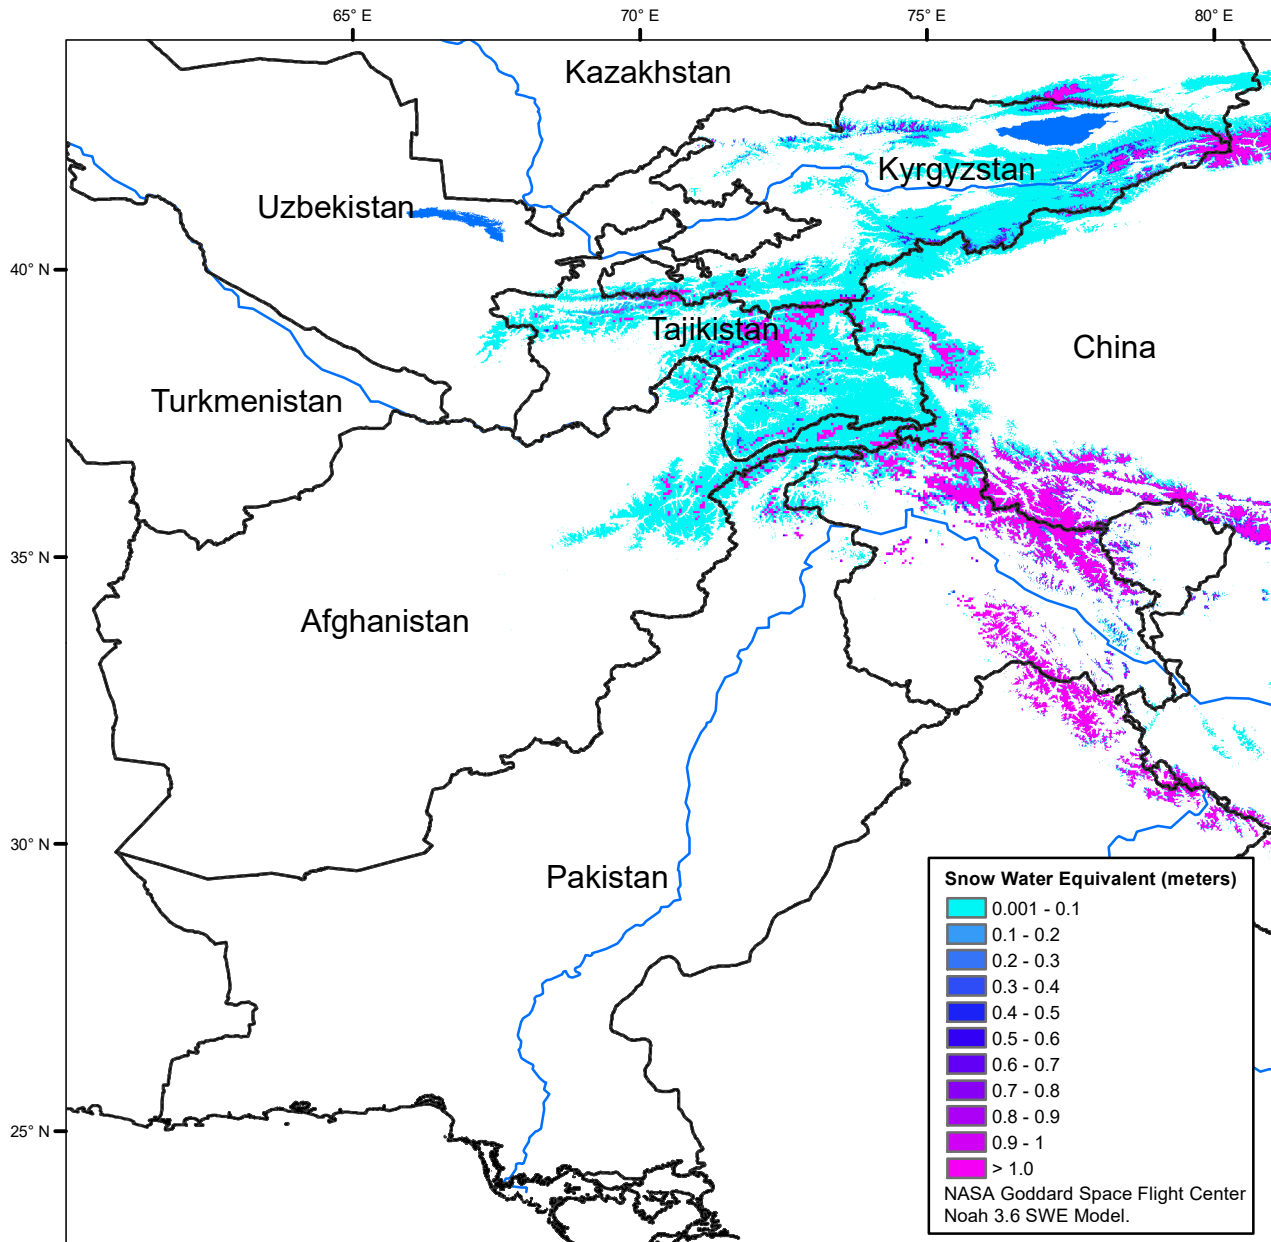 65° E
70° E
75° E
80° E
Kazakhstan
Kyrgyzstan
Uzbekistan
40° N
Tajikistan
China
Turkmenistan
35° N
Afghanistan
30° N
Pakistan
25° N
Snow Water Equivalent (meters)
0.001 - 0.1
0.1 - 0.2
0.2 - 0.3
0.3 - 0.4
0.4 - 0.5
0.5 - 0.6
0.6 - 0.7
0.7 - 0.8
0.8 - 0.9
0.9 - 1
> 1.0
NASA Goddard Space Flight Center
Noah 3.6 SWE Model.